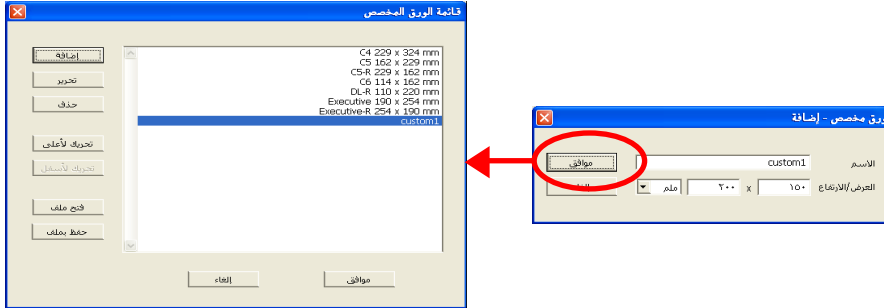 قائمة الورق المخصص
C4 229 x 324 mm
C5 162 x 229 mm
C5-R 229 x 162 mm
C6 114 x 162 mm
DL-R 110 x 220 mm
Executive 190 x 254 mm
Executive-R 254 x 190 mm
custom1
إضافة
تحرير
حذف
تحريك لأعلى
تحريك لأسفل
فتح ملف
حفظ بملف
موافق
إلغاء
ورق مخصص - إضافة
الاسم
custom1
موافق
العرض/الارتفاع
١٥٠ x ٢٠٠
ملم